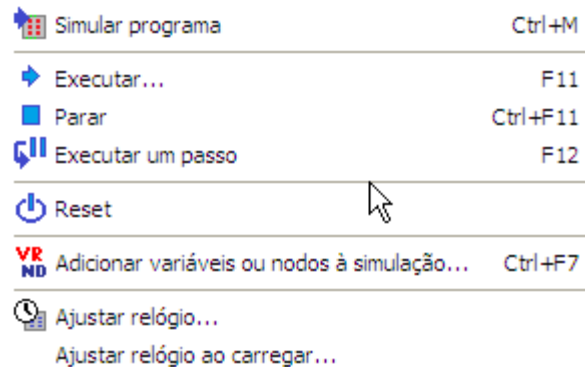 Simular programa Ctrl+M
Executar... F11
Parar Ctrl+F11
Executar um passo F12
Reset
VR
ND Adicionar variáveis ou nodos à simulação... Ctrl+F7
Ajustar relógio...
Ajustar relógio ao carregar...